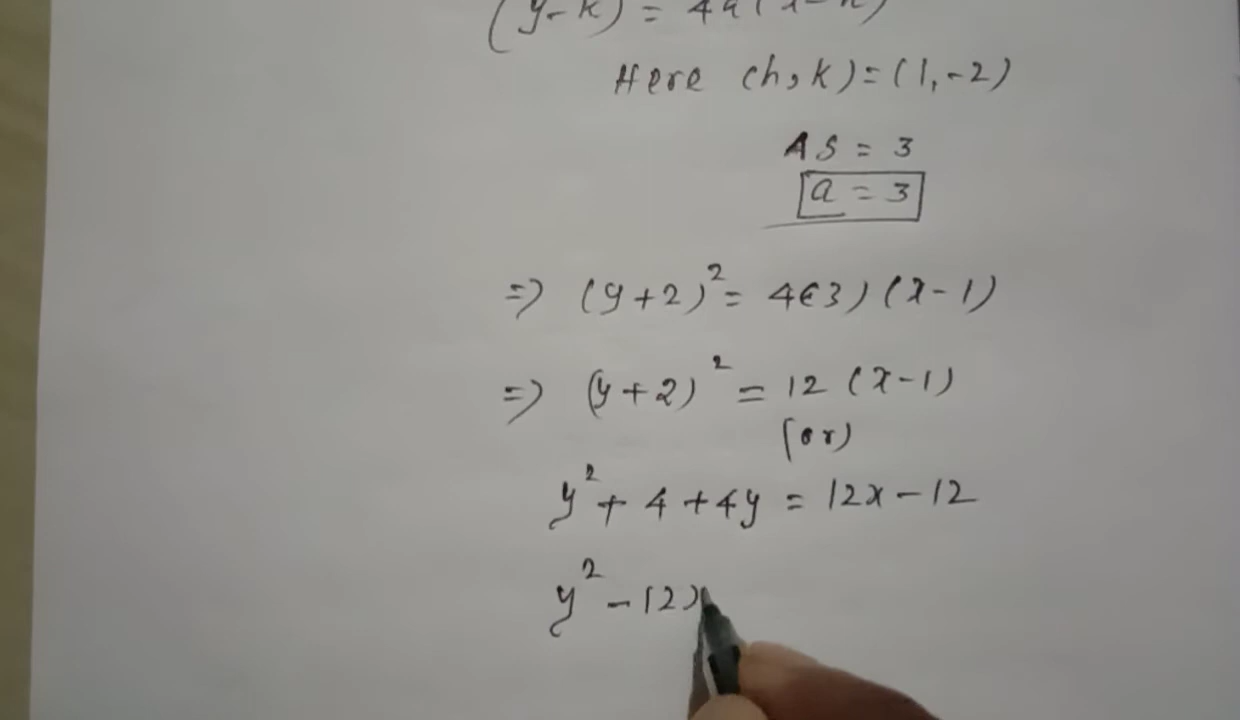 (y-k) = 4a(x-h)
Here (h,k)=(1,-2)
AS = 3
a = 3
=> (y+2)² = 4(3)(x-1)
=> (y+2)² = 12(x-1)
(or)
y² + 4 + 4y = 12x - 12
y² - 12x